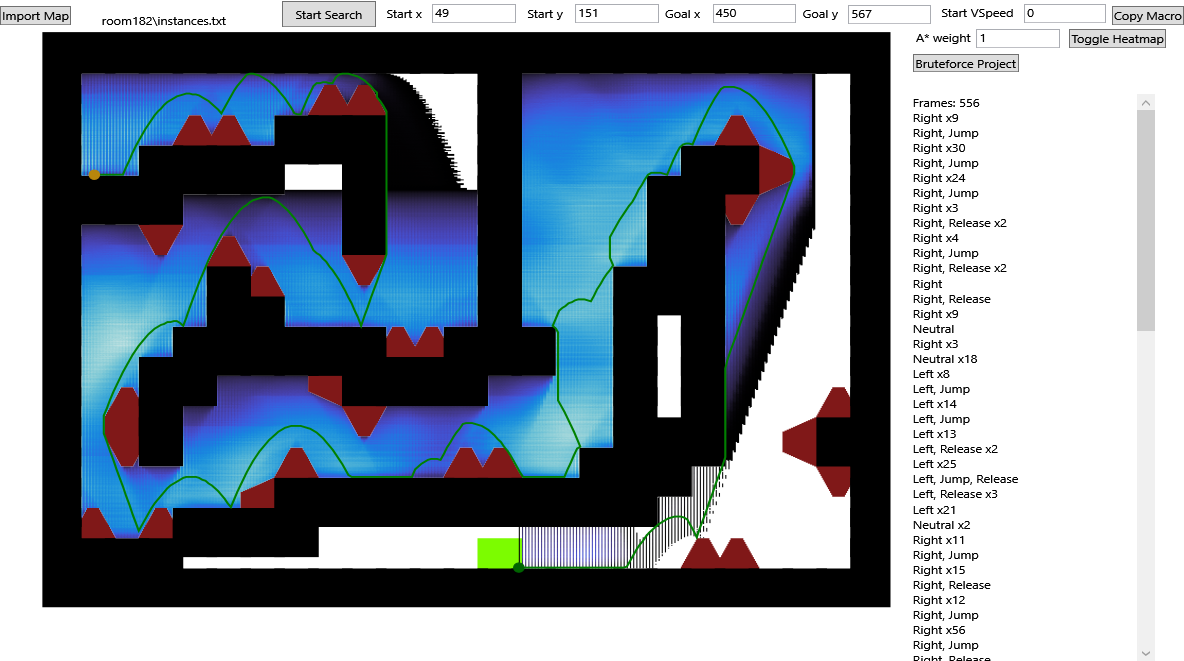 Import Map
room182\instances.txt
Start Search
Start x 49
Start y 151
Goal x 450
Goal y 567
Start VSpeed 0
Copy Macro
A* weight 1
Toggle Heatmap
Bruteforce Project
Frames: 556
Right x9
Right, Jump
Right x30
Right, Jump
Right x24
Right, Jump
Right x3
Right, Release x2
Right x4
Right, Jump
Right, Release x2
Right
Right, Release
Right x9
Neutral
Right x3
Neutral x18
Left x8
Left, Jump
Left x14
Left, Jump
Left x13
Left, Release x2
Left x25
Left, Jump, Release
Left, Release x3
Left x21
Neutral x2
Right x11
Right, Jump
Right x15
Right, Release
Right x12
Right, Jump
Right x56
Right, Jump
Right, Release